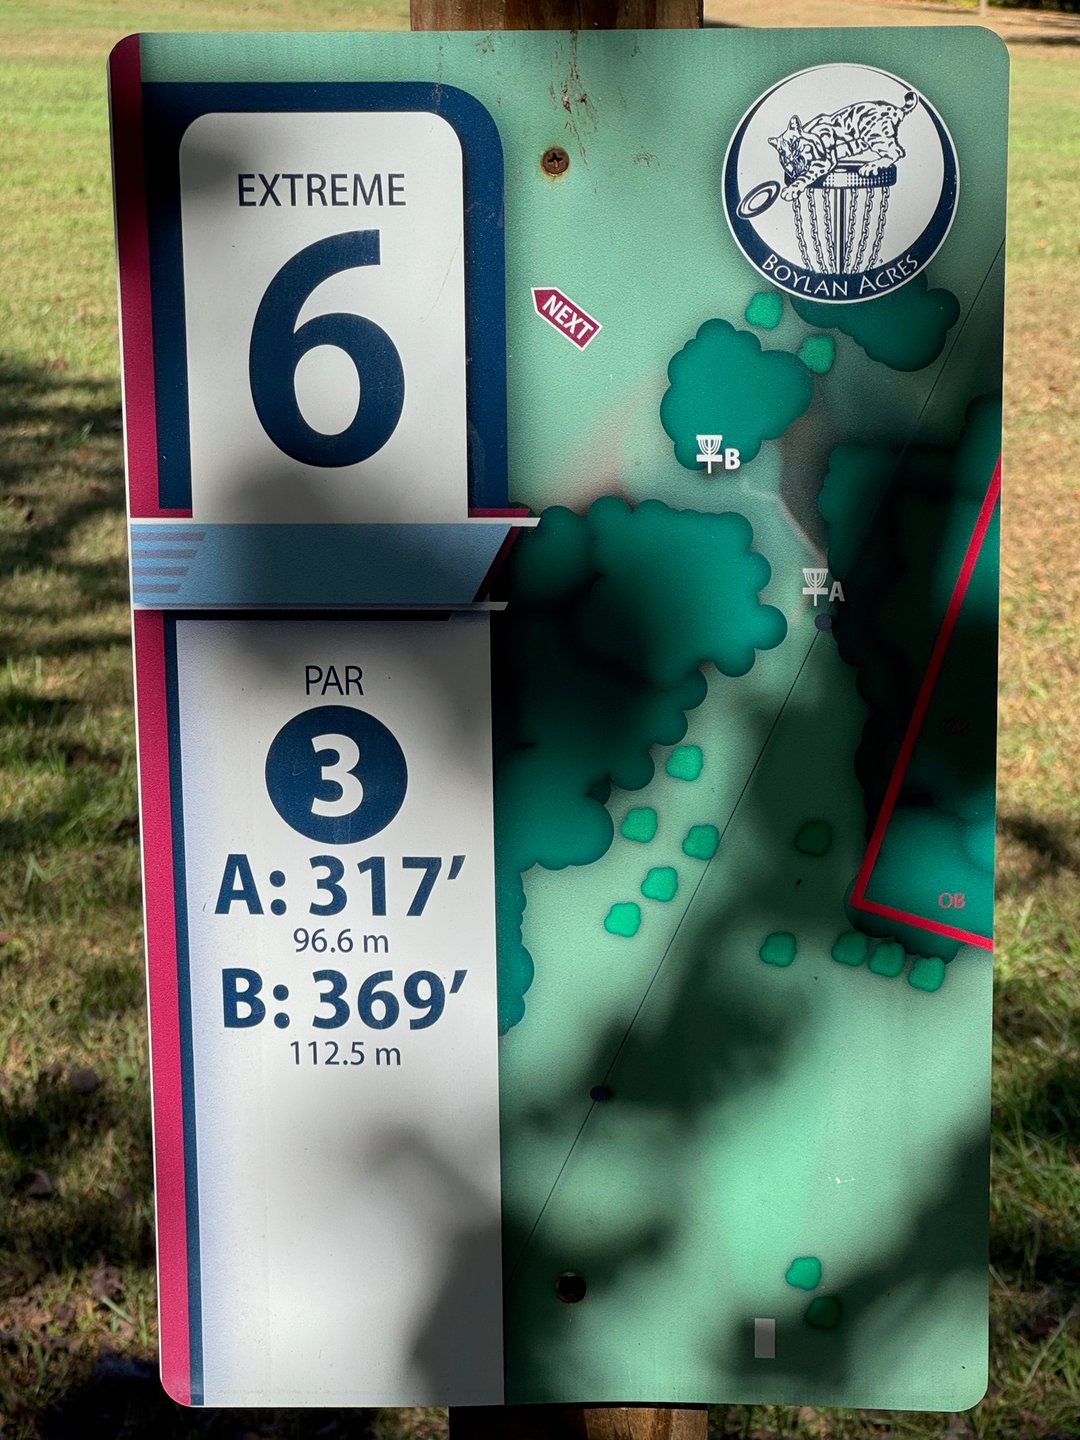 EXTREME
6
PAR
3
A: 317’
96.6 m
B: 369’
112.5 m
BOYLAN ACRES
NEXT
B
A
OB